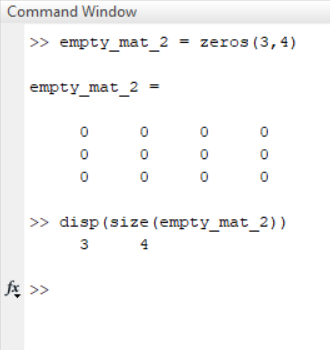 Command Window
>> empty_mat_2 = zeros(3,4)
empty_mat_2 =
0 0 0 0
0 0 0 0
0 0 0 0
>> disp(size(empty_mat_2))
3 4
fx >>